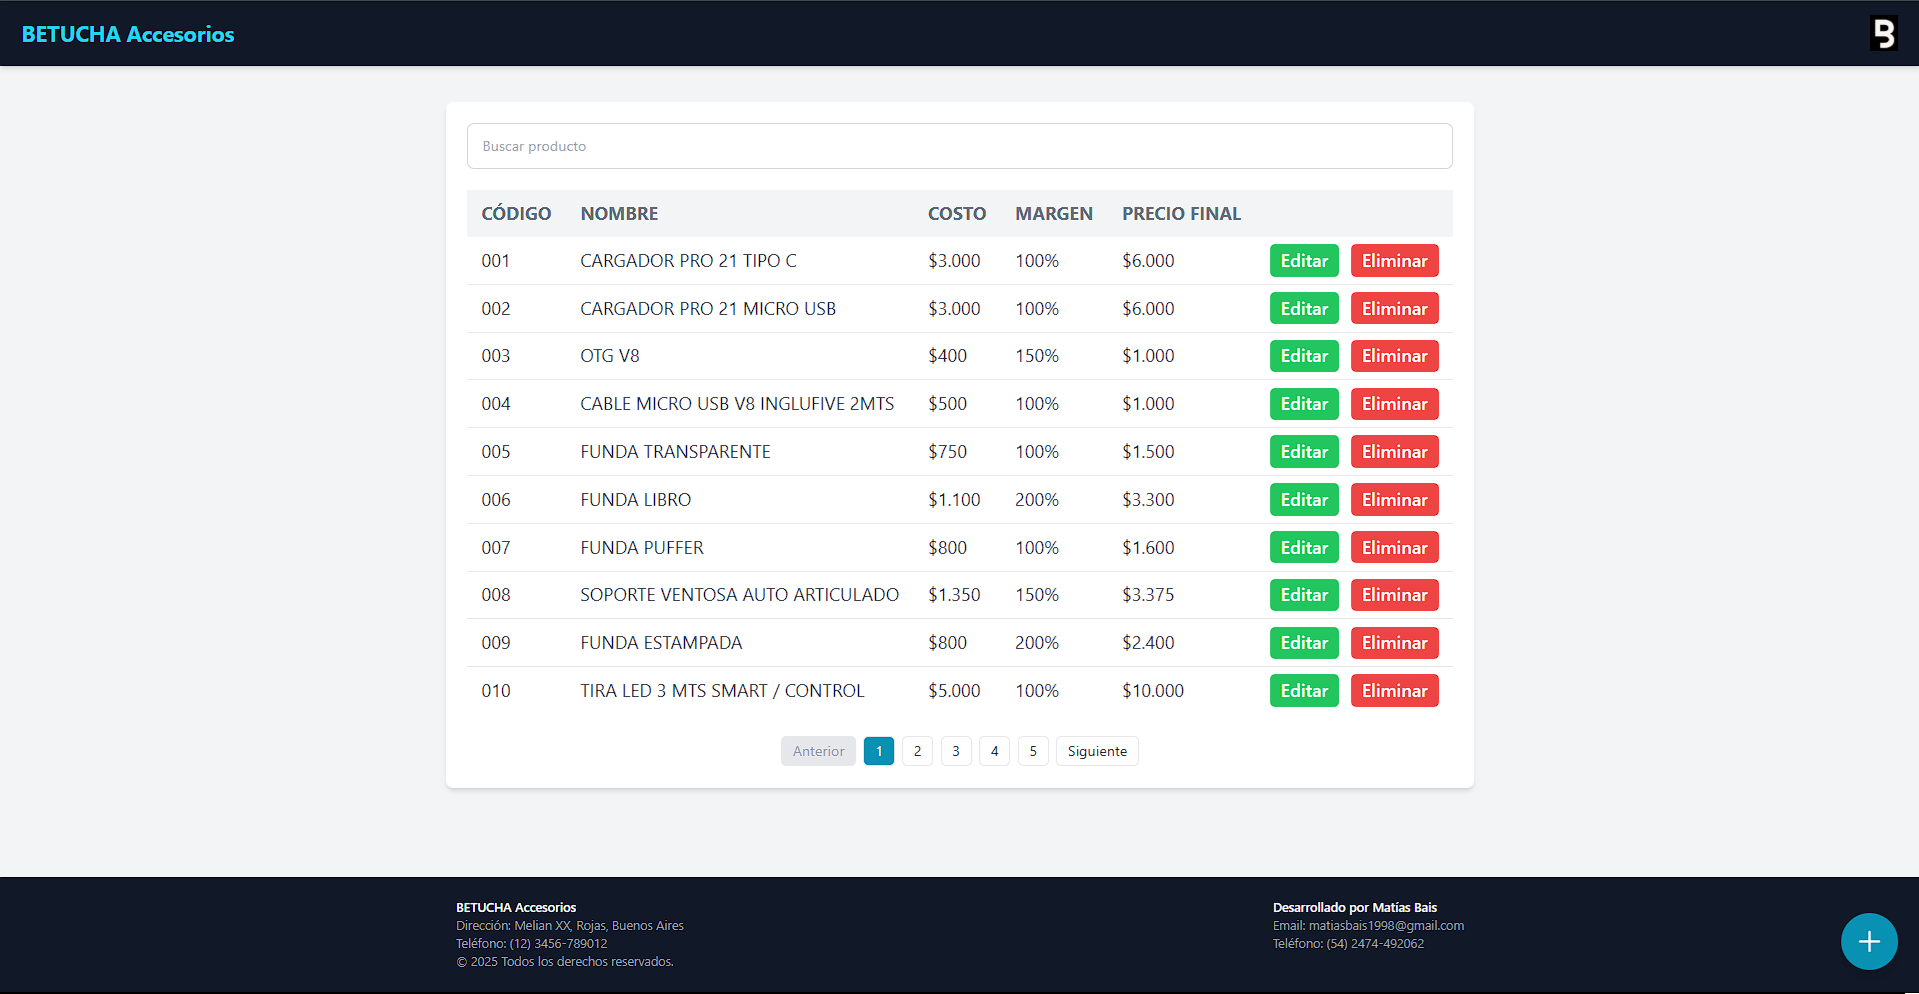 BETUCHA Accesorios B
Buscar producto
CÓDIGO NOMBRE COSTO MARGEN PRECIO FINAL
001 CARGADOR PRO 21 TIPO C $3.000 100% $6.000 Editar Eliminar
002 CARGADOR PRO 21 MICRO USB $3.000 100% $6.000 Editar Eliminar
003 OTG V8 $400 150% $1.000 Editar Eliminar
004 CABLE MICRO USB V8 INGLUFIVE 2MTS $500 100% $1.000 Editar Eliminar
005 FUNDA TRANSPARENTE $750 100% $1.500 Editar Eliminar
006 FUNDA LIBRO $1.100 200% $3.300 Editar Eliminar
007 FUNDA PUFFER $800 100% $1.600 Editar Eliminar
008 SOPORTE VENTOSA AUTO ARTICULADO $1.350 150% $3.375 Editar Eliminar
009 FUNDA ESTAMPADA $800 200% $2.400 Editar Eliminar
010 TIRA LED 3 MTS SMART / CONTROL $5.000 100% $10.000 Editar Eliminar
Anterior 1 2 3 4 5 Siguiente
BETUCHA Accesorios
Dirección: Melian XX, Rojas, Buenos Aires
Teléfono: (12) 3456-789012
© 2025 Todos los derechos reservados.
Desarrollado por Matías Bais
Email: matiasbais1998@gmail.com
Teléfono: (54) 2474-492062
+